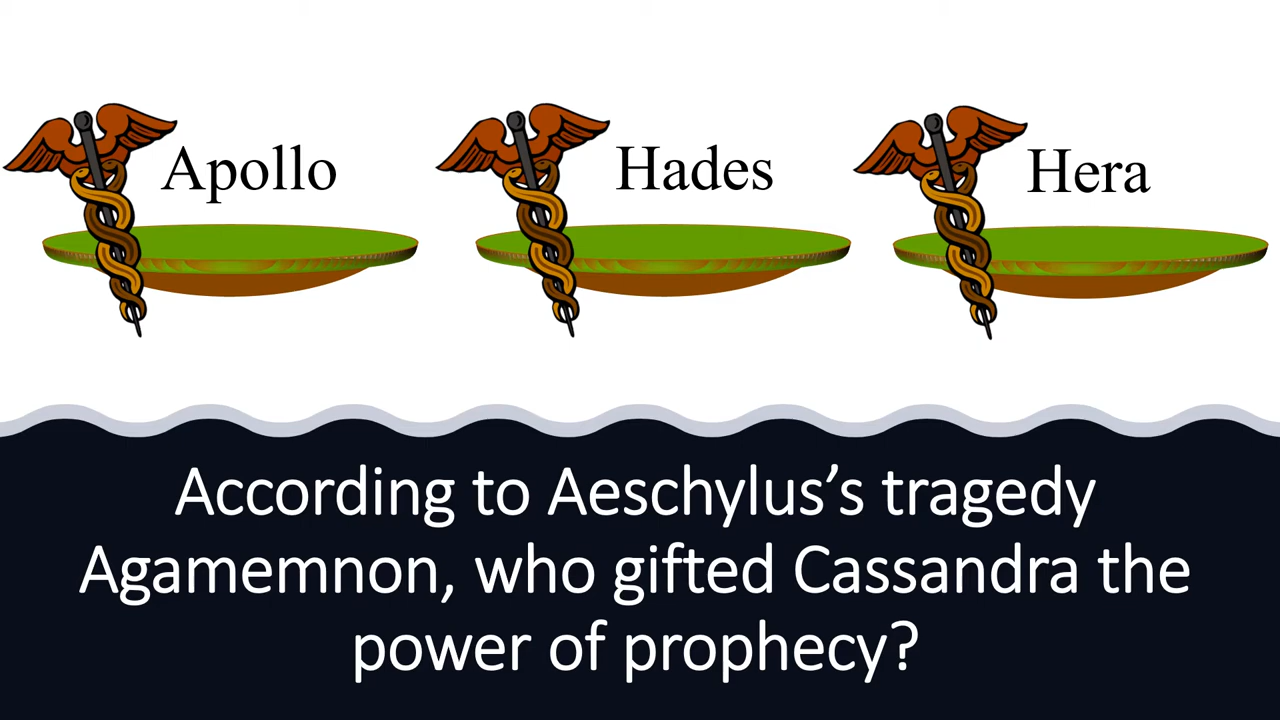 Apollo Hades Hera
According to Aeschylus’s tragedy
Agamemnon, who gifted Cassandra the
power of prophecy?